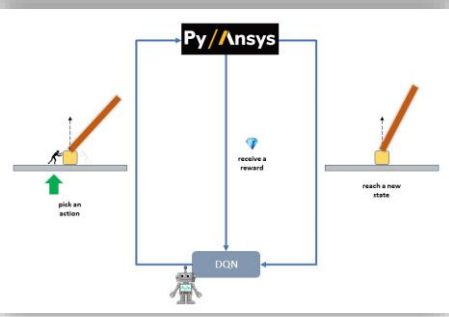 Py/Ansys
receive a
reward
pick an
action
reach a new
state
DQN